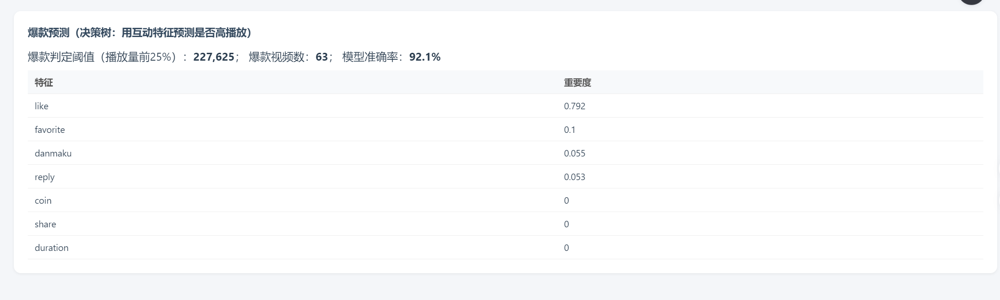 爆款预测（决策树：用互动特征预测是否高播放）
爆款判定阈值（播放量前25%）：227,625； 爆款视频数：63； 模型准确率：92.1%
特征 重要度
like 0.792
favorite 0.1
danmaku 0.055
reply 0.053
coin 0
share 0
duration 0